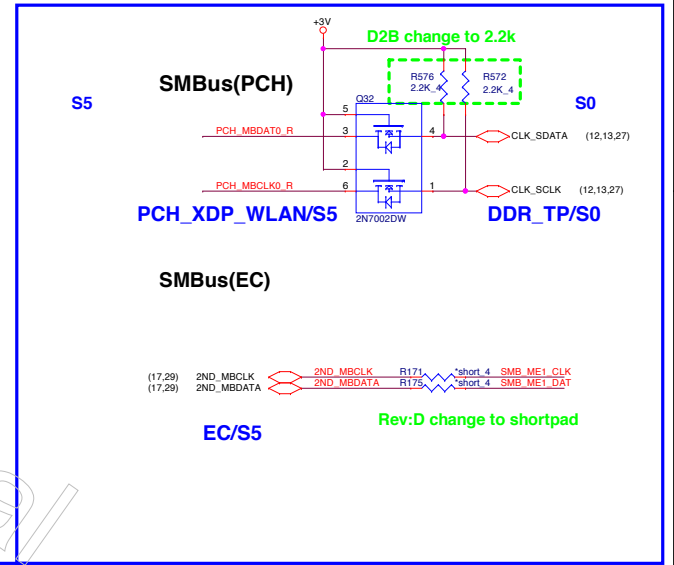 +3V
D2B change to 2.2k
SMBus(PCH)
R576
2.2K_4
R572
2.2K_4
S5
S0
Q32
5
PCH_MBDAT0_R
3
4
CLK_SDATA (12,13,27)
2
PCH_MBCLK0_R
6
1
CLK_SCLK (12,13,27)
PCH_XDP_WLAN/S5
2N7002DW
DDR_TP/S0
SMBus(EC)
(17,29) 2ND_MBCLK 2ND_MBCLK R171 *short_4 SMB_ME1_CLK
(17,29) 2ND_MBDATA 2ND_MBDATA R175 *short_4 SMB_ME1_DAT
Rev:D change to shortpad
EC/S5